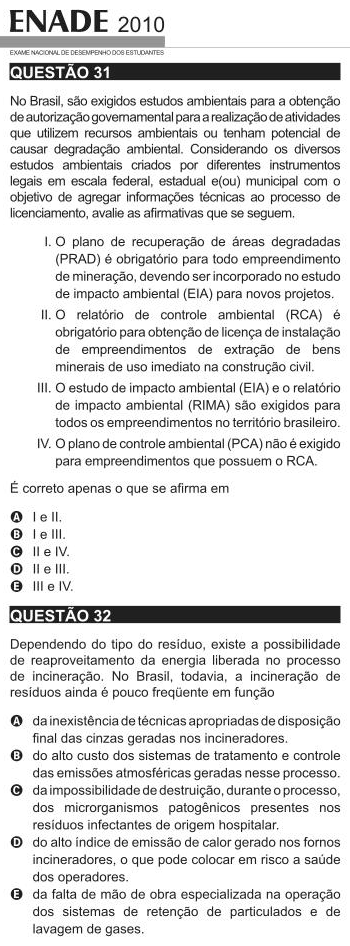 ENADE 2010
EXAME NACIONAL DE DESEMPENHO DOS ESTUDANTES
QUESTÃO 31
No Brasil, são exigidos estudos ambientais para a obtenção
de autorização governamental para a realização de atividades
que utilizem recursos ambientais ou tenham potencial de
causar degradação ambiental. Considerando os diversos
estudos ambientais criados por diferentes instrumentos
legais em escala federal, estadual e(ou) municipal com o
objetivo de agregar informações técnicas ao processo de
licenciamento, avalie as afirmativas que se seguem.
I. O plano de recuperação de áreas degradadas
(PRAD) é obrigatório para todo empreendimento
de mineração, devendo ser incorporado no estudo
de impacto ambiental (EIA) para novos projetos.
II. O relatório de controle ambiental (RCA) é
obrigatório para obtenção de licença de instalação
de empreendimentos de extração de bens
minerais de uso imediato na construção civil.
III. O estudo de impacto ambiental (EIA) e o relatório
de impacto ambiental (RIMA) são exigidos para
todos os empreendimentos no território brasileiro.
IV. O plano de controle ambiental (PCA) não é exigido
para empreendimentos que possuem o RCA.
É correto apenas o que se afirma em
A I e II.
B I e III.
C II e IV.
D II e III.
E III e IV.
QUESTÃO 32
Dependendo do tipo do resíduo, existe a possibilidade
de reaproveitamento da energia liberada no processo
de incineração. No Brasil, todavia, a incineração de
resíduos ainda é pouco freqüente em função
A da inexistência de técnicas apropriadas de disposição
final das cinzas geradas nos incineradores.
B do alto custo dos sistemas de tratamento e controle
das emissões atmosféricas geradas nesse processo.
C da impossibilidade de destruição, durante o processo,
dos microrganismos patogênicos presentes nos
resíduos infectantes de origem hospitalar.
D do alto índice de emissão de calor gerado nos fornos
incineradores, o que pode colocar em risco a saúde
dos operadores.
E da falta de mão de obra especializada na operação
dos sistemas de retenção de particulados e de
lavagem de gases.